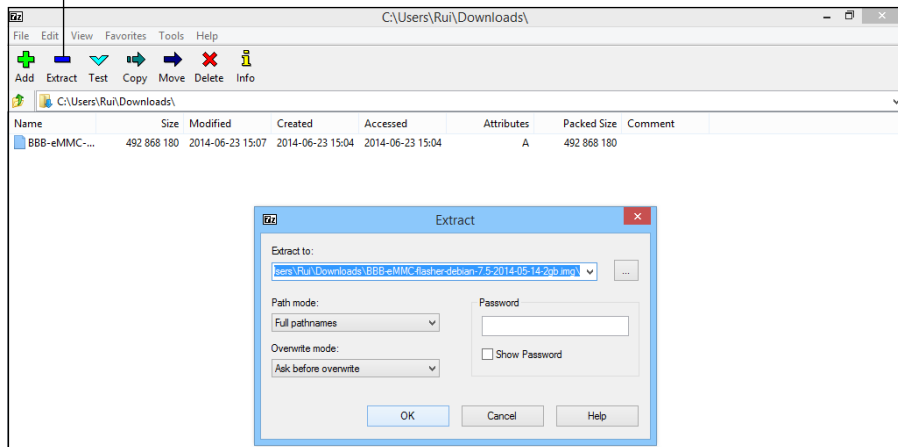 7z C:\Users\Rui\Downloads\
File Edit View Favorites Tools Help
Add Extract Test Copy Move Delete Info
C:\Users\Rui\Downloads\
Name Size Modified Created Accessed Attributes Packed Size Comment
BBB-eMMC-... 492 868 180 2014-06-23 15:07 2014-06-23 15:04 2014-06-23 15:04 A 492 868 180
7z Extract
Extract to:
sers\Rui\Downloads\BBB-eMMC-flasher-debian-7.5-2014-05-14-2gb.img\ ...
Path mode:
Full pathnames
Overwrite mode:
Ask before overwrite
Password
Show Password
OK Cancel Help